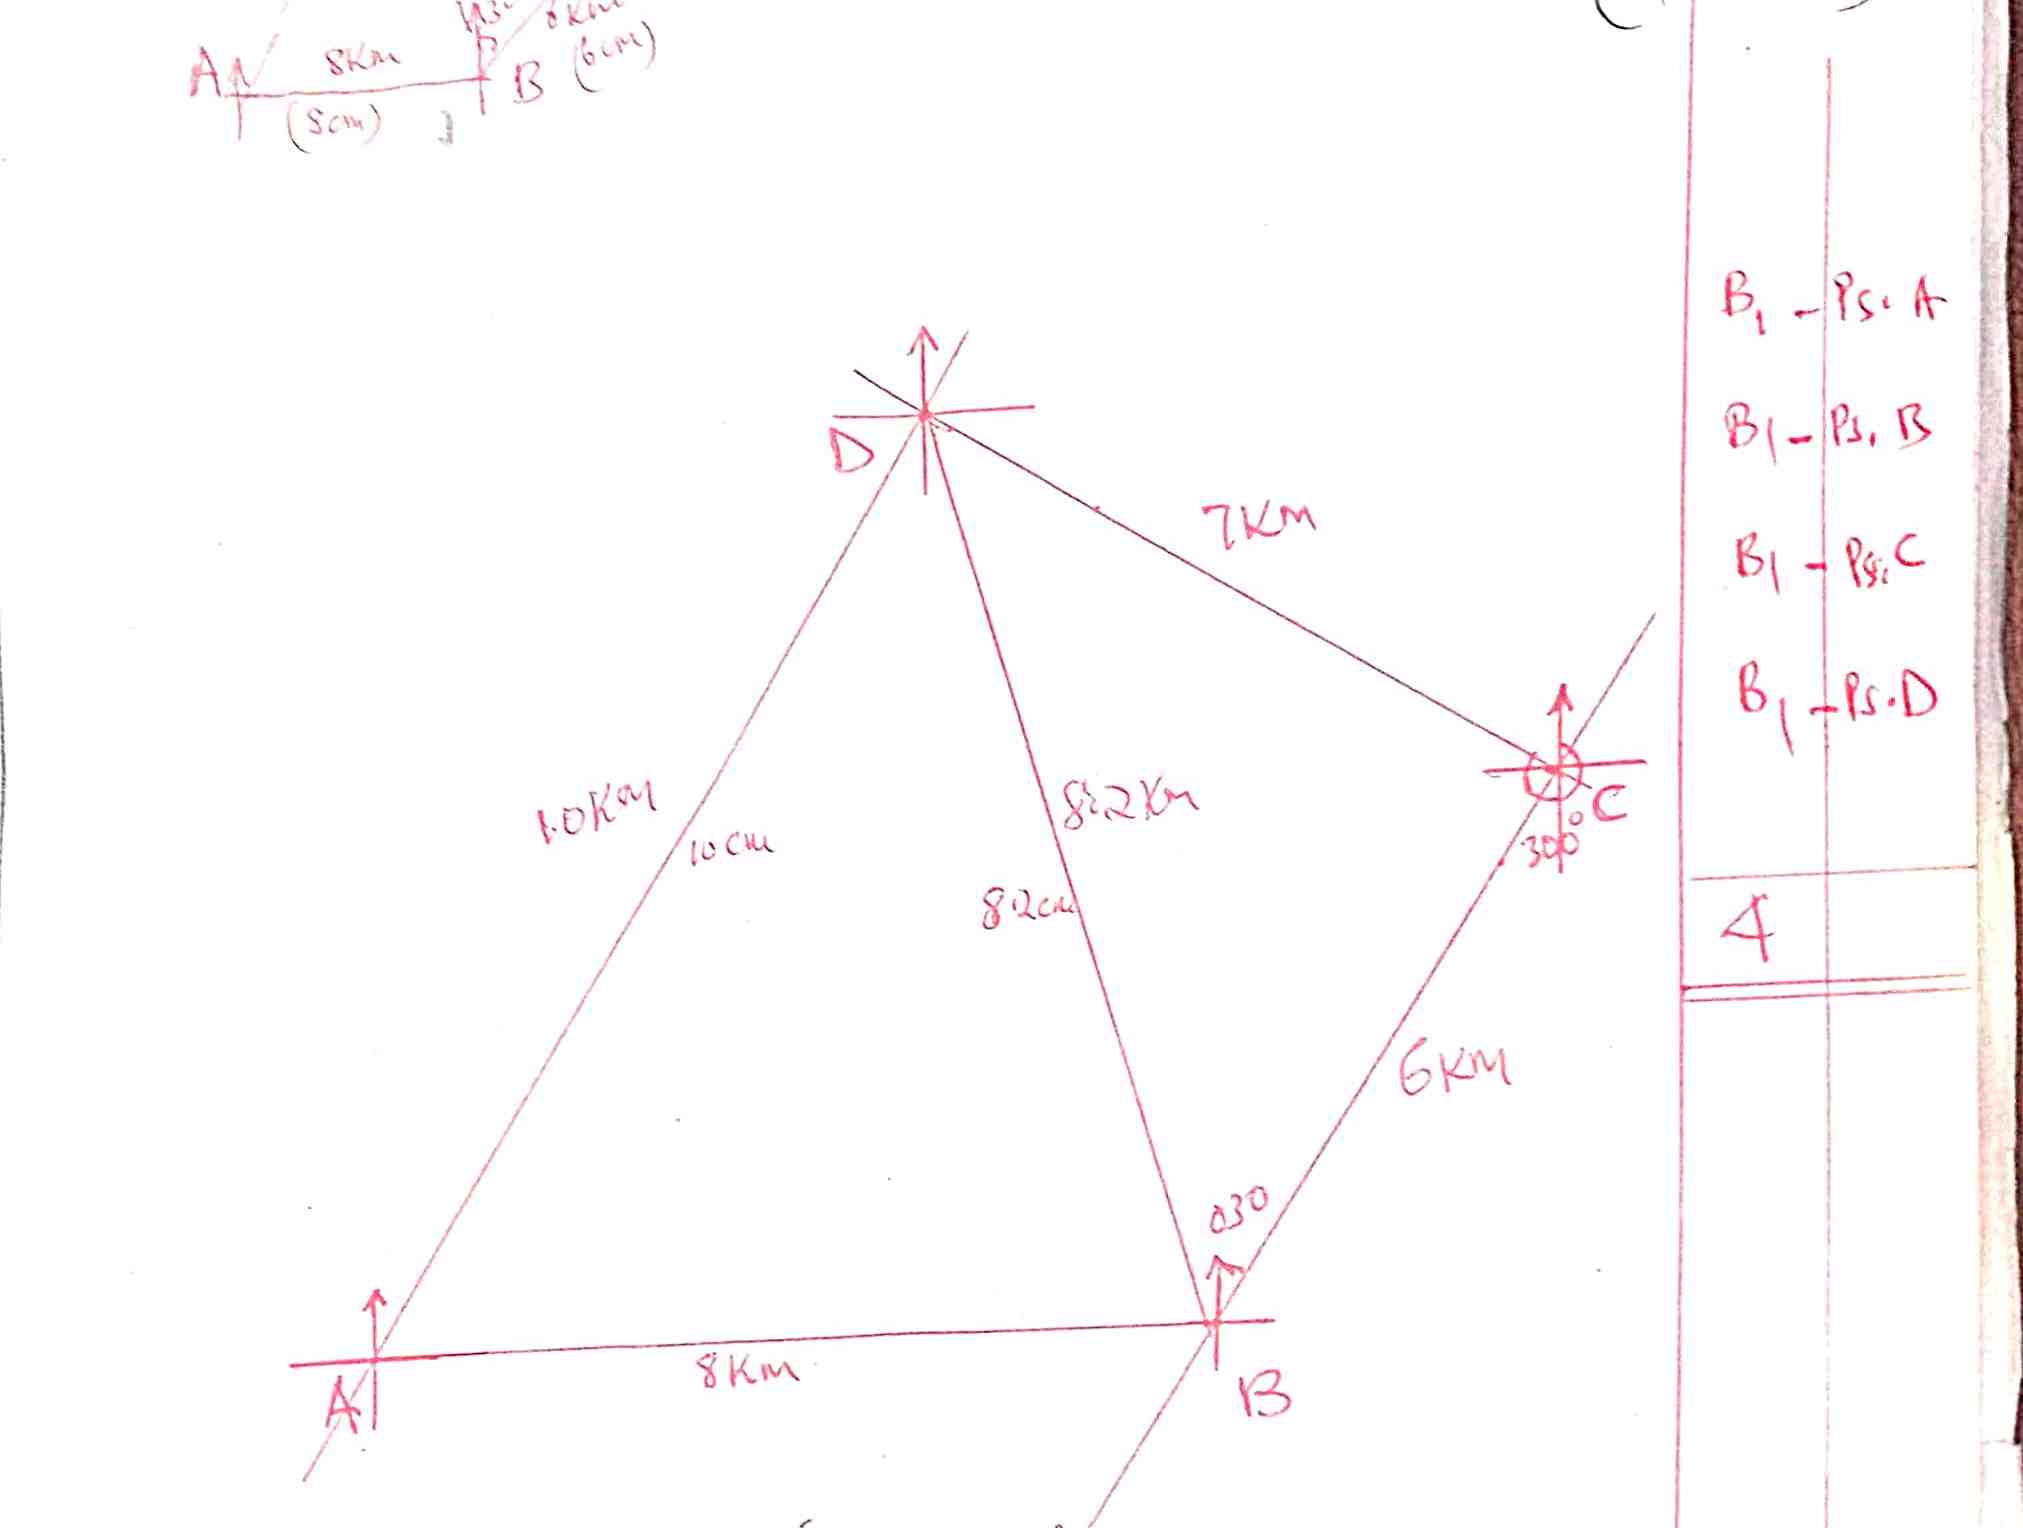 8Km
A
B
(6cm)
(8cm)
B1 - Ps. A
B1 - Ps. B
B1 - Ps. C
B1 - Ps. D
4
D
7KM
10KM
10cm
8.2Km
8.2cm
C
300°
6KM
030
8Km
A
B